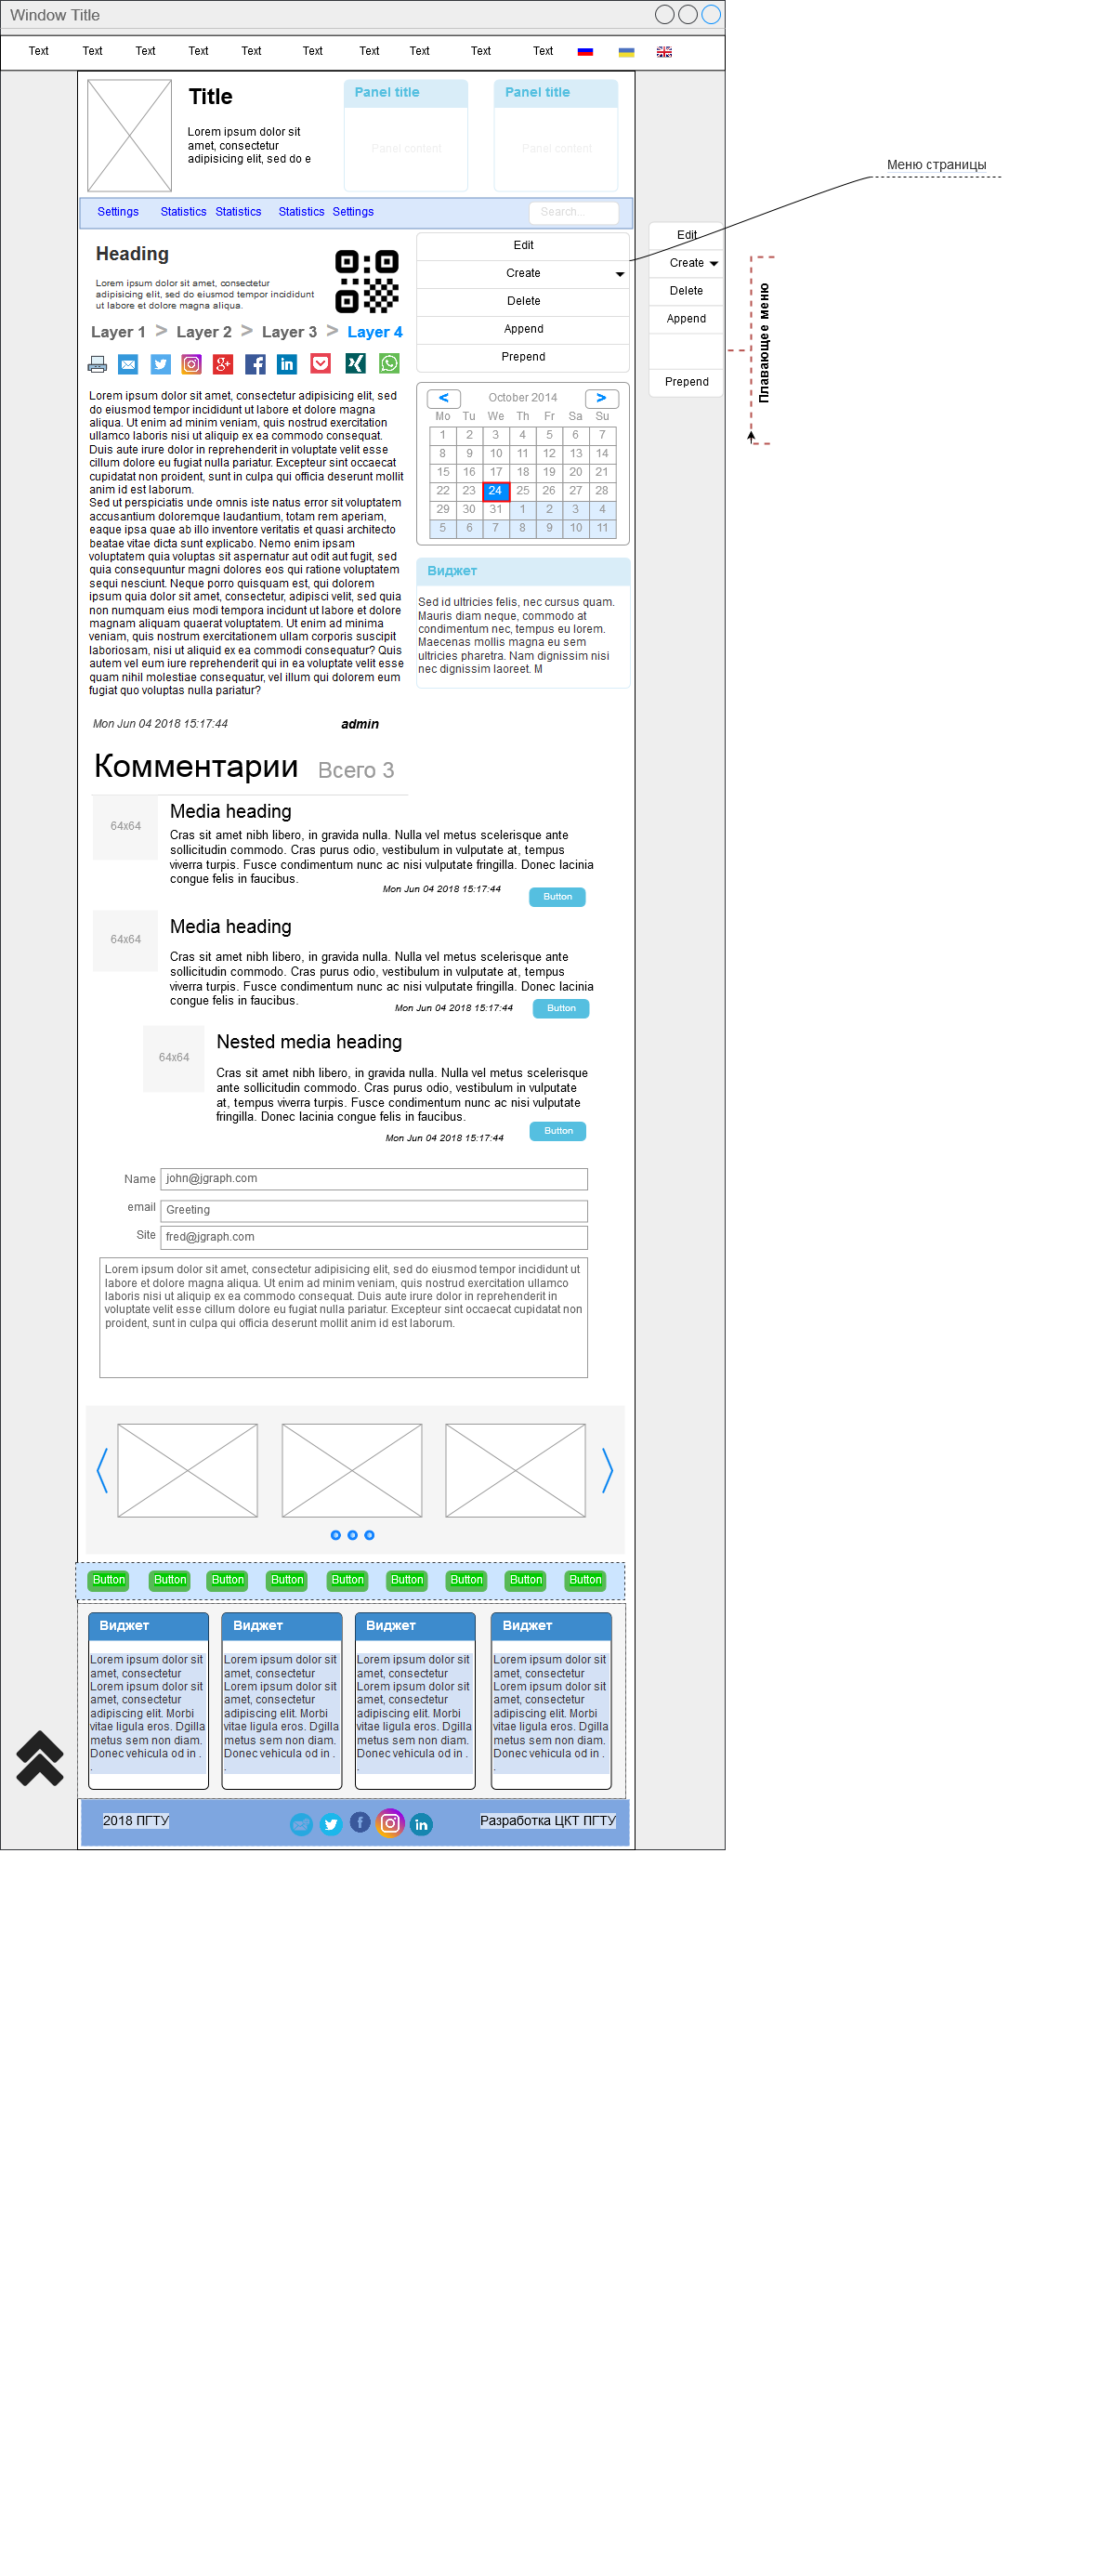 Window Title
Text Text Text Text Text Text Text Text Text Text
Title
Lorem ipsum dolor sit
amet, consectetur
adipisicing elit, sed do e
Panel title
Panel content
Panel title
Panel content
Меню страницы
Settings Statistics Statistics Statistics Settings Search...
Heading
Lorem ipsum dolor sit amet, consectetur
adipisicing elit, sed do eiusmod tempor incididunt
ut labore et dolore magna aliqua.
Layer 1 > Layer 2 > Layer 3 > Layer 4
Edit
Create
Delete
Append
Prepend
Edit
Create
Delete
Append
Prepend
Плавающее меню
Lorem ipsum dolor sit amet, consectetur adipisicing elit, sed
do eiusmod tempor incididunt ut labore et dolore magna
aliqua. Ut enim ad minim veniam, quis nostrud exercitation
ullamco laboris nisi ut aliquip ex ea commodo consequat.
Duis aute irure dolor in reprehenderit in voluptate velit esse
cillum dolore eu fugiat nulla pariatur. Excepteur sint occaecat
cupidatat non proident, sunt in culpa qui officia deserunt mollit
anim id est laborum.
Sed ut perspiciatis unde omnis iste natus error sit voluptatem
accusantium doloremque laudantium, totam rem aperiam,
eaque ipsa quae ab illo inventore veritatis et quasi architecto
beatae vitae dicta sunt explicabo. Nemo enim ipsam
voluptatem quia voluptas sit aspernatur aut odit aut fugit, sed
quia consequuntur magni dolores eos qui ratione voluptatem
sequi nesciunt. Neque porro quisquam est, qui dolorem
ipsum quia dolor sit amet, consectetur, adipisci velit, sed quia
non numquam eius modi tempora incidunt ut labore et dolore
magnam aliquam quaerat voluptatem. Ut enim ad minima
veniam, quis nostrum exercitationem ullam corporis suscipit
laboriosam, nisi ut aliquid ex ea commodi consequatur? Quis
autem vel eum iure reprehenderit qui in ea voluptate velit esse
quam nihil molestiae consequatur, vel illum qui dolorem eum
fugiat quo voluptas nulla pariatur?
< October 2014 >
Mo Tu We Th Fr Sa Su
1 2 3 4 5 6 7
8 9 10 11 12 13 14
15 16 17 18 19 20 21
22 23 24 25 26 27 28
29 30 31 1 2 3 4
5 6 7 8 9 10 11
Виджет
Sed id ultricies felis, nec cursus quam.
Mauris diam neque, commodo at
condimentum nec, tempus eu lorem.
Maecenas mollis magna eu sem
ultricies pharetra. Nam dignissim nisi
nec dignissim laoreet. M
Mon Jun 04 2018 15:17:44 admin
Комментарии Всего 3
64x64
Media heading
Cras sit amet nibh libero, in gravida nulla. Nulla vel metus scelerisque ante
sollicitudin commodo. Cras purus odio, vestibulum in vulputate at, tempus
viverra turpis. Fusce condimentum nunc ac nisi vulputate fringilla. Donec lacinia
congue felis in faucibus.
Mon Jun 04 2018 15:17:44 Button
64x64
Media heading
Cras sit amet nibh libero, in gravida nulla. Nulla vel metus scelerisque ante
sollicitudin commodo. Cras purus odio, vestibulum in vulputate at, tempus
viverra turpis. Fusce condimentum nunc ac nisi vulputate fringilla. Donec lacinia
congue felis in faucibus.
Mon Jun 04 2018 15:17:44 Button
64x64
Nested media heading
Cras sit amet nibh libero, in gravida nulla. Nulla vel metus scelerisque
ante sollicitudin commodo. Cras purus odio, vestibulum in vulputate
at, tempus viverra turpis. Fusce condimentum nunc ac nisi vulputate
fringilla. Donec lacinia congue felis in faucibus.
Mon Jun 04 2018 15:17:44 Button
Name john@jgraph.com
email Greeting
Site fred@jgraph.com
Lorem ipsum dolor sit amet, consectetur adipisicing elit, sed do eiusmod tempor incididunt ut
labore et dolore magna aliqua. Ut enim ad minim veniam, quis nostrud exercitation ullamco
laboris nisi ut aliquip ex ea commodo consequat. Duis aute irure dolor in reprehenderit in
voluptate velit esse cillum dolore eu fugiat nulla pariatur. Excepteur sint occaecat cupidatat non
proident, sunt in culpa qui officia deserunt mollit anim id est laborum.
Button Button Button Button Button Button Button Button Button
Виджет
Lorem ipsum dolor sit
amet, consectetur
Lorem ipsum dolor sit
amet, consectetur
adipiscing elit. Morbi
vitae ligula eros. Dgilla
metus sem non diam.
Donec vehicula od in .
.
Виджет
Lorem ipsum dolor sit
amet, consectetur
Lorem ipsum dolor sit
amet, consectetur
adipiscing elit. Morbi
vitae ligula eros. Dgilla
metus sem non diam.
Donec vehicula od in .
.
Виджет
Lorem ipsum dolor sit
amet, consectetur
Lorem ipsum dolor sit
amet, consectetur
adipiscing elit. Morbi
vitae ligula eros. Dgilla
metus sem non diam.
Donec vehicula od in .
.
Виджет
Lorem ipsum dolor sit
amet, consectetur
Lorem ipsum dolor sit
amet, consectetur
adipiscing elit. Morbi
vitae ligula eros. Dgilla
metus sem non diam.
Donec vehicula od in .
.
2018 ПГТУ Разработка ЦКТ ПГТУ